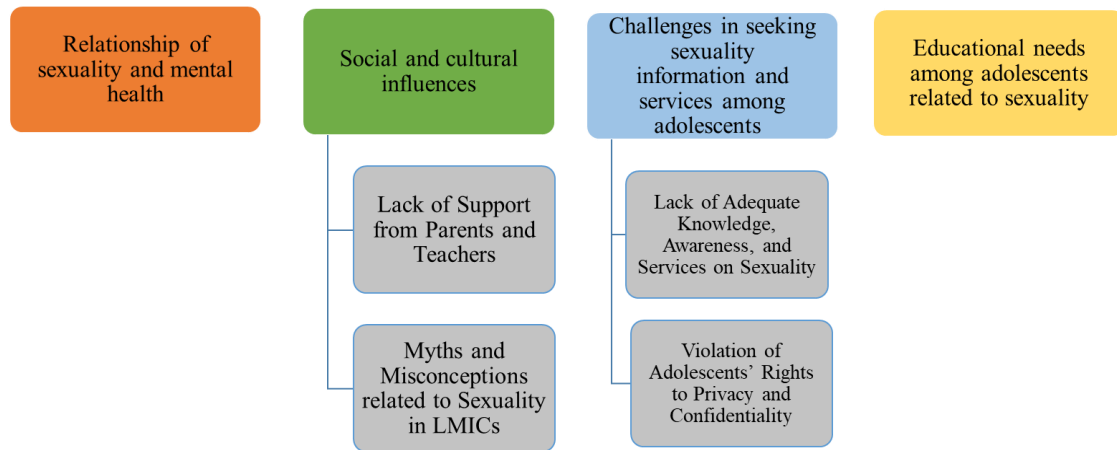 Relationship of
sexuality and mental
health
Social and cultural
influences
Lack of Support
from Parents and
Teachers
Myths and
Misconceptions
related to Sexuality
in LMICs
Challenges in seeking
sexuality
information and
services among
adolescents
Lack of Adequate
Knowledge,
Awareness, and
Services on Sexuality
Violation of
Adolescents’ Rights
to Privacy and
Confidentiality
Educational needs
among adolescents
related to sexuality